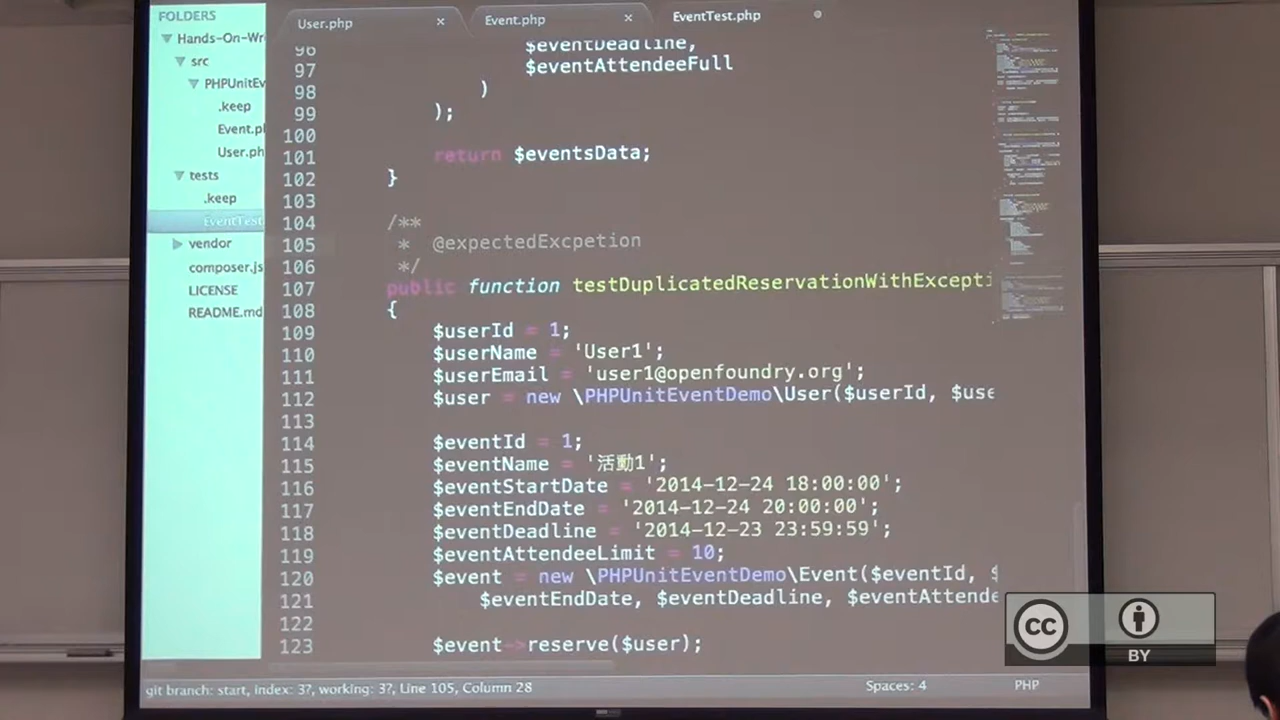 FOLDERS
Hands-On-Wr
src
PHPUnitEv
.keep
Event.ph
User.ph
tests
.keep
EventTest
vendor
composer.js
LICENSE
README.md
User.php ×
Event.php ×
EventTest.php
96 $eventDeadline,
97 $eventAttendeeFull
98 )
99 );
100
101 return $eventsData;
102 }
103
104 /**
105 * @expectedExcpetion
106 */
107 public function testDuplicatedReservationWithExcepti
108 {
109 $userId = 1;
110 $userName = 'User1';
111 $userEmail = 'user1@openfoundry.org';
112 $user = new \PHPUnitEventDemo\User($userId, $use
113
114 $eventId = 1;
115 $eventName = '活動1';
116 $eventStartDate = '2014-12-24 18:00:00';
117 $eventEndDate = '2014-12-24 20:00:00';
118 $eventDeadline = '2014-12-23 23:59:59';
119 $eventAttendeeLimit = 10;
120 $event = new \PHPUnitEventDemo\Event($eventId, $
121 $eventEndDate, $eventDeadline, $eventAttende
122
123 $event->reserve($user);
git branch: start, index: 3?, working: 3?, Line 105, Column 28
Spaces: 4
PHP
CC
BY